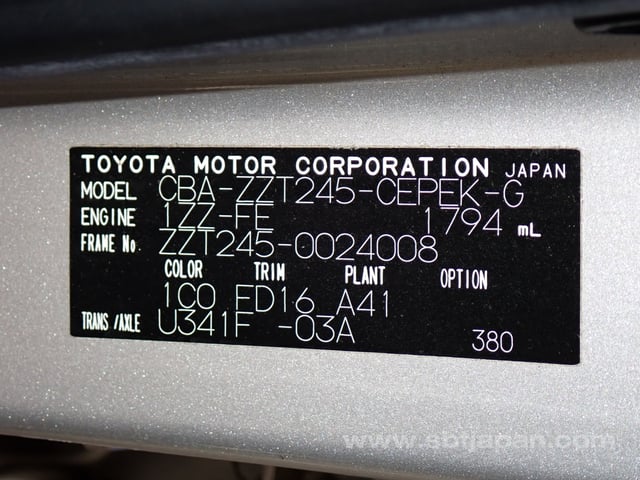 TOYOTA MOTOR CORPORATION JAPAN
MODEL CBA-ZZT245-CEPEK-G
ENGINE 1ZZ-FE 1794 mL
FRAME No. ZZT245-0024008
COLOR TRIM PLANT OPTION
1C0 FD16 A41
TRANS/AXLE U341F -03A
380
www.sbtjapan.com